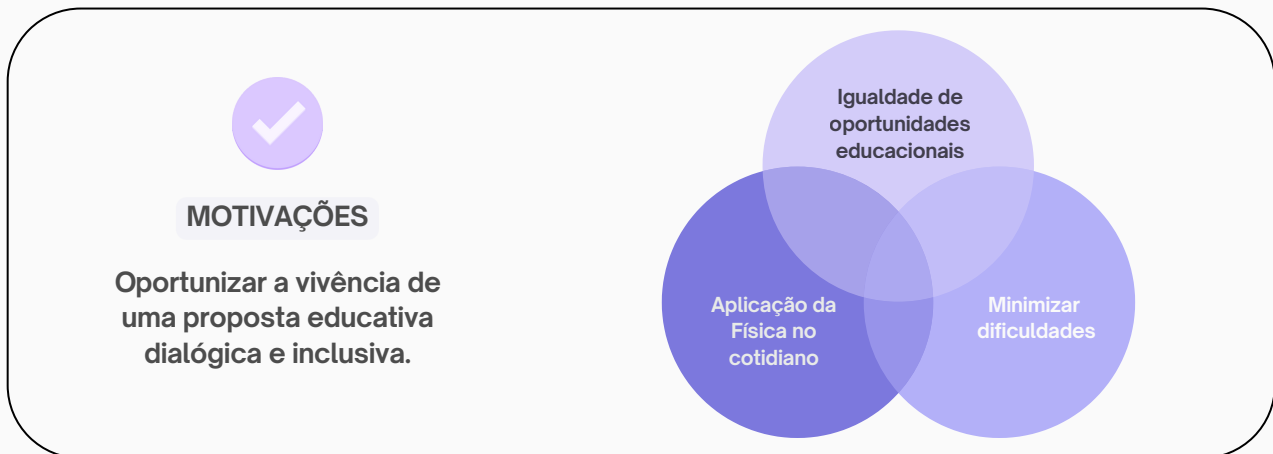 MOTIVAÇÕES
Oportunizar a vivência de
uma proposta educativa
dialógica e inclusiva.
Igualdade de
oportunidades
educacionais
Aplicação da
Física no
cotidiano
Minimizar
dificuldades